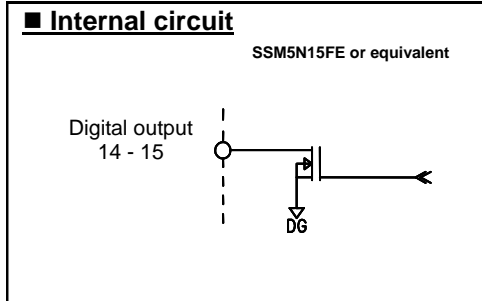 ■ Internal circuit
SSM5N15FE or equivalent
Digital output
14 - 15
DG